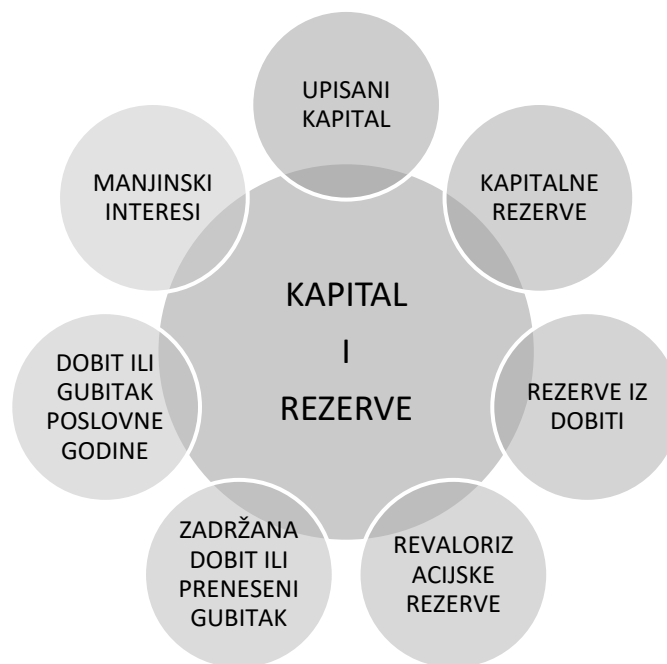 UPISANI
KAPITAL
KAPITALNE
REZERVE
REZERVE IZ
DOBITI
REVALORIZ
ACIJSKE
REZERVE
ZADRŽANA
DOBIT ILI
PRENESENI
GUBITAK
DOBIT ILI
GUBITAK
POSLOVNE
GODINE
MANJINSKI
INTERESI
KAPITAL
I
REZERVE